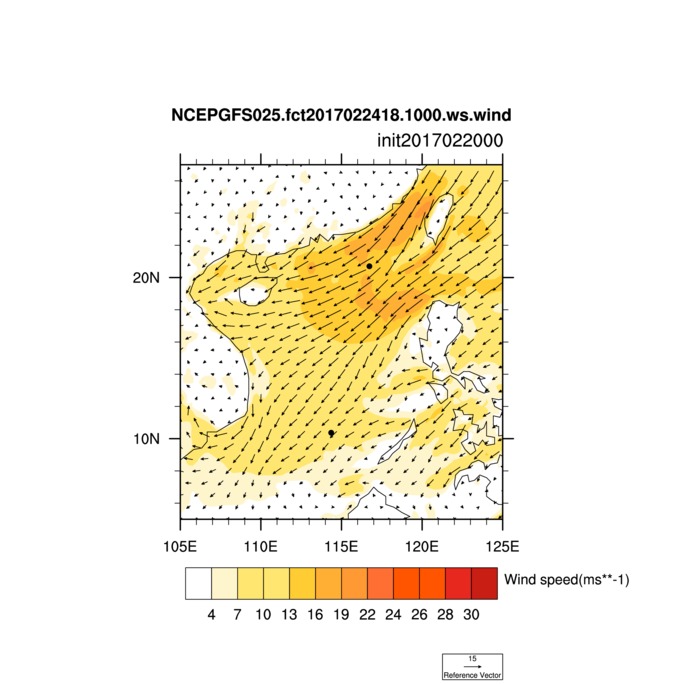 NCEPGFS025.fct2017022418.1000.ws.wind
init2017022000
20N
10N
105E 110E 115E 120E 125E
Wind speed(ms**-1)
4 7 10 13 16 19 22 24 26 28 30
15
Reference Vector